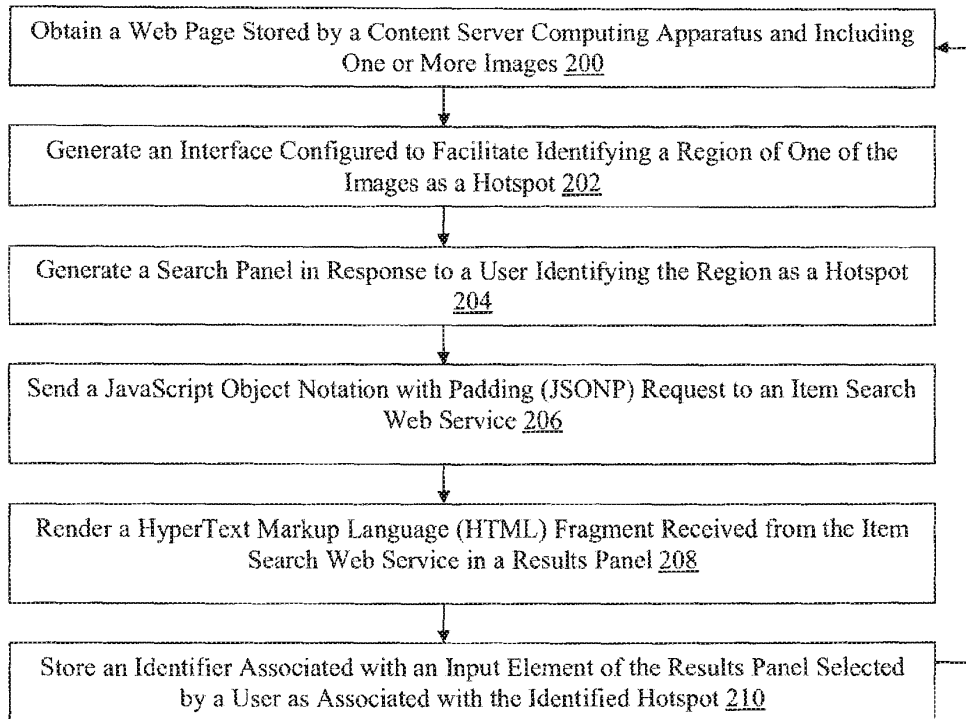 Obtain a Web Page Stored by a Content Server Computing Apparatus and Including
One or More Images 200
Generate an Interface Configured to Facilitate Identifying a Region of One of the
Images as a Hotspot 202
Generate a Search Panel in Response to a User Identifying the Region as a Hotspot
204
Send a JavaScript Object Notation with Padding (JSONP) Request to an Item Search
Web Service 206
Render a HyperText Markup Language (HTML) Fragment Received from the Item
Search Web Service in a Results Panel 208
Store an Identifier Associated with an Input Element of the Results Panel Selected
by a User as Associated with the Identified Hotspot 210